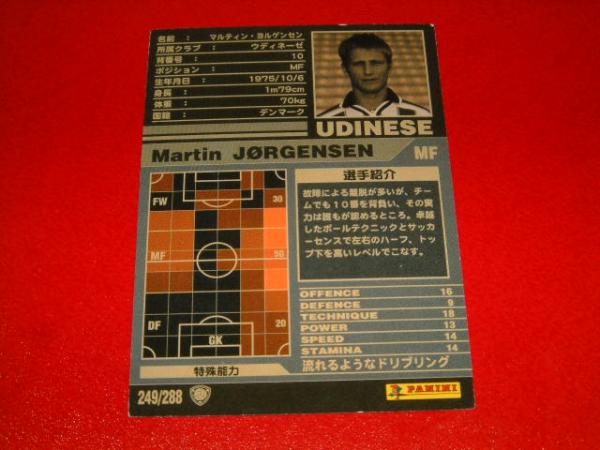 名前 : マルティン・ヨルゲンセン
所属クラブ : ウディネーゼ
背番号 : 10
ポジション : MF
生年月日 : 1975/10/6
身長 : 1m79cm
体重 : 70kg
国籍 : デンマーク
UDINESE
Martin JØRGENSEN MF
FW 30
MF 50
DF 20
GK
特殊能力
選手紹介
故障による離脱が多いが、チー
ムでも10番を背負い、その実
力は誰もが認めるところ。卓越
したボールテクニックとサッカ
ーセンスで左右のハーフ、トップ
下を高いレベルでこなす。
OFFENCE 16
DEFENCE 9
TECHNIQUE 18
POWER 13
SPEED 14
STAMINA 14
流れるようなドリブリング
249/288
PANINI